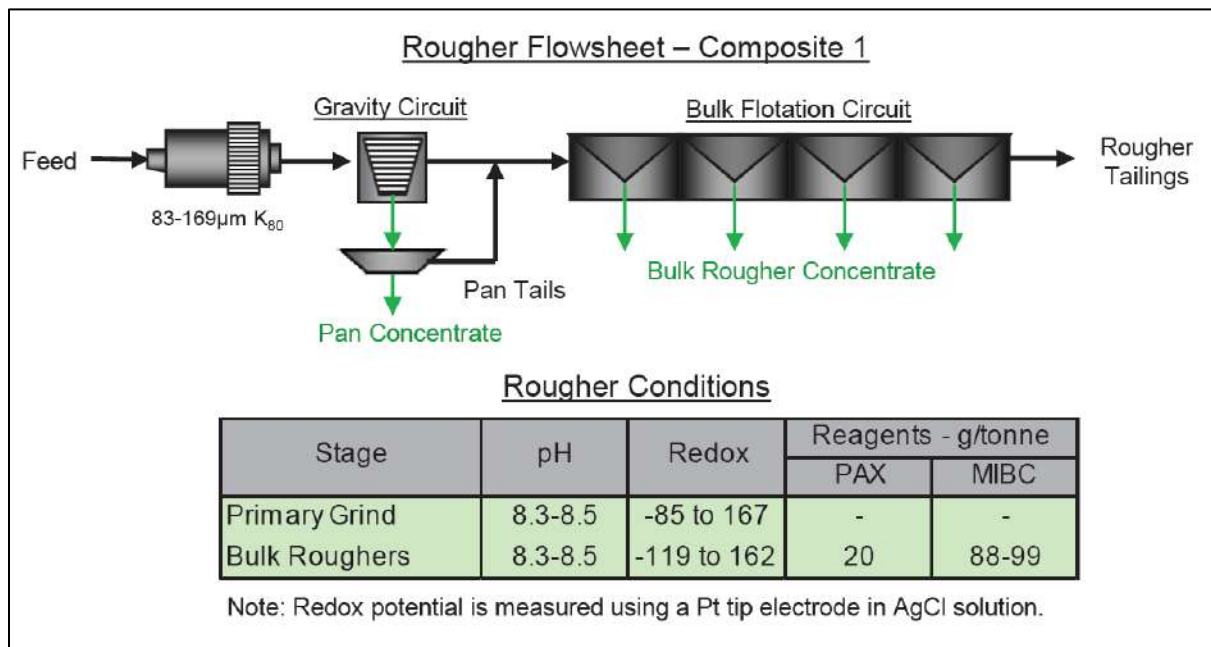 Rougher Flowsheet – Composite 1
Gravity Circuit
Bulk Flotation Circuit
Feed
Rougher
Tailings
83-169µm K80
Bulk Rougher Concentrate
Pan Tails
Pan Concentrate
Rougher Conditions
Stage pH Redox Reagents - g/tonne
PAX MIBC
Primary Grind 8.3-8.5 -85 to 167 - -
Bulk Roughers 8.3-8.5 -119 to 162 20 88-99
Note: Redox potential is measured using a Pt tip electrode in AgCl solution.